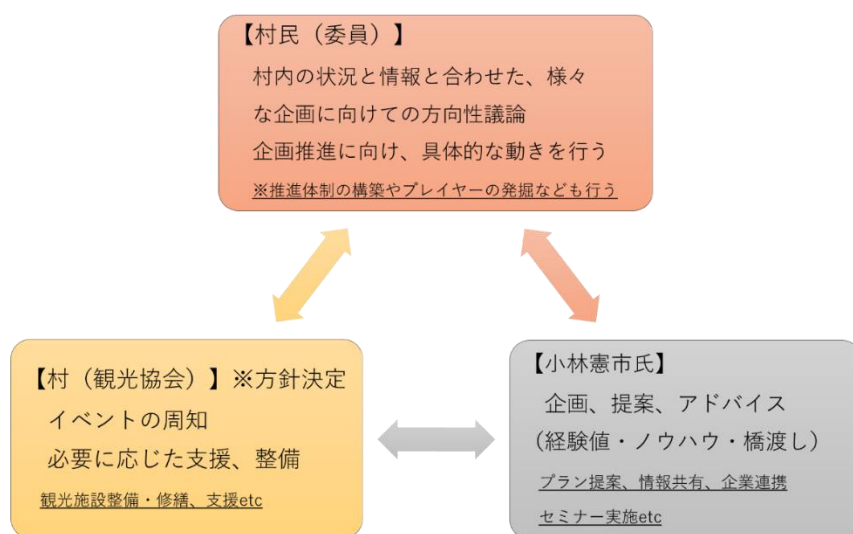 【村民（委員）】
村内の状況と情報と合わせた、様々
な企画に向けての方向性議論
企画推進に向け、具体的な動きを行う
※推進体制の構築やプレイヤーの発掘なども行う
【村（観光協会）】※方針決定
イベントの周知
必要に応じた支援、整備
観光施設整備・修繕、支援etc
【小林憲市氏】
企画、提案、アドバイス
（経験値・ノウハウ・橋渡し）
プラン提案、情報共有、企業連携
セミナー実施etc